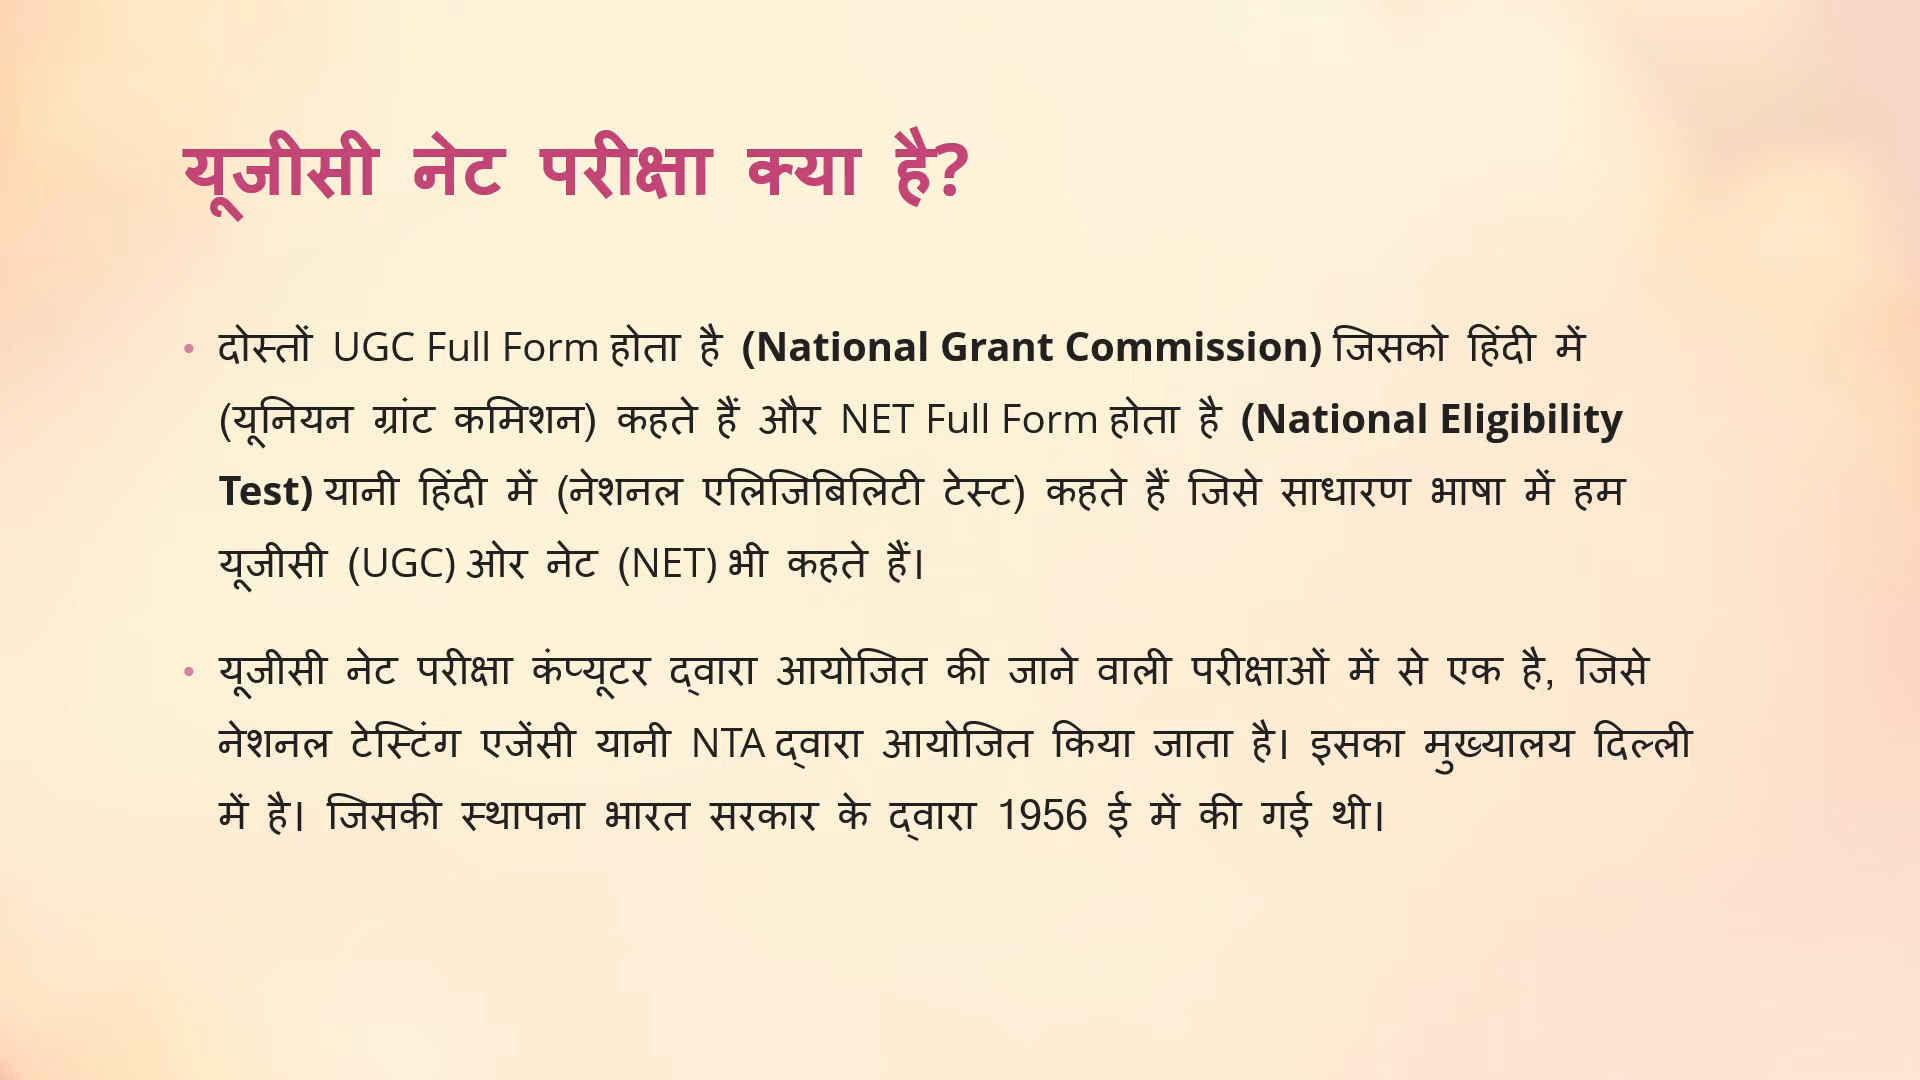 यूजीसी नेट परीक्षा क्या है?
• दोस्तों UGC Full Form होता है (National Grant Commission) जिसको हिंदी में
(यूनियन ग्रांट कमिशन) कहते हैं और NET Full Form होता है (National Eligibility
Test) यानी हिंदी में (नेशनल एलिजिबिलिटी टेस्ट) कहते हैं जिसे साधारण भाषा में हम
यूजीसी (UGC) ओर नेट (NET) भी कहते हैं।
• यूजीसी नेट परीक्षा कंप्यूटर द्वारा आयोजित की जाने वाली परीक्षाओं में से एक है, जिसे
नेशनल टेस्टिंग एजेंसी यानी NTA द्वारा आयोजित किया जाता है। इसका मुख्यालय दिल्ली
में है। जिसकी स्थापना भारत सरकार के द्वारा 1956 ई में की गई थी।